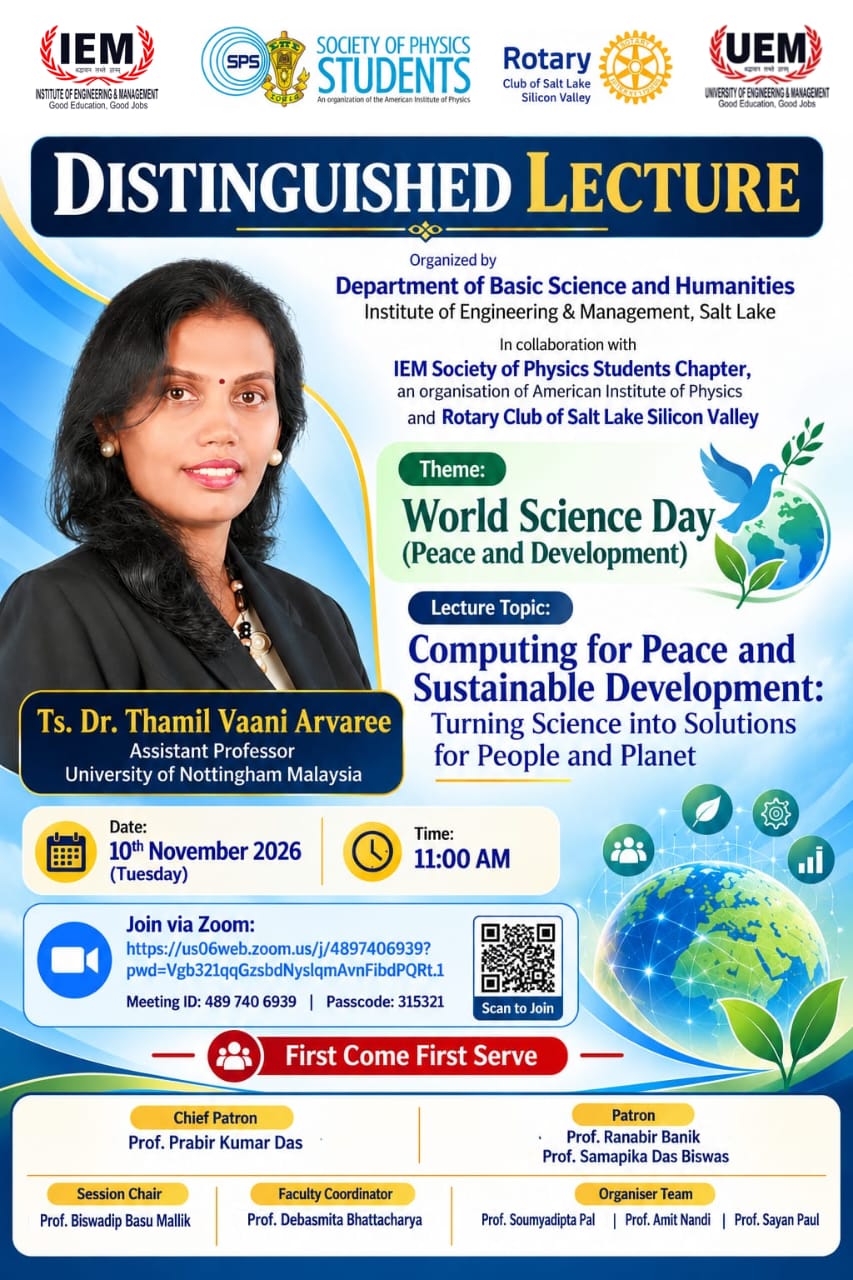 IEM
INSTITUTE OF ENGINEERING & MANAGEMENT
Good Education, Good Jobs
SPS
SOCIETY OF PHYSICS
STUDENTS
An organization of the American Institute of Physics
Rotary
Club of Salt Lake
Silicon Valley
UEM
UNIVERSITY OF ENGINEERING & MANAGEMENT
Good Education, Good Jobs
DISTINGUISHED LECTURE
Organized by
Department of Basic Science and Humanities
Institute of Engineering & Management, Salt Lake
In collaboration with
IEM Society of Physics Students Chapter,
an organisation of American Institute of Physics
and Rotary Club of Salt Lake Silicon Valley
Theme:
World Science Day
(Peace and Development)
Lecture Topic:
Computing for Peace and
Sustainable Development:
Turning Science into Solutions
for People and Planet
Ts. Dr. Thamil Vaani Arvaree
Assistant Professor
University of Nottingham Malaysia
Date:
10th November 2026
(Tuesday)
Time:
11:00 AM
Join via Zoom:
https://us06web.zoom.us/j/4897406939?
pwd=Vgb321qqGzsbdNyslqmAvnFibdPQRt.1
Meeting ID: 489 740 6939 | Passcode: 315321
Scan to Join
First Come First Serve
Chief Patron
Prof. Prabir Kumar Das
Patron
Prof. Ranabir Banik
Prof. Samapika Das Biswas
Session Chair
Prof. Biswadip Basu Mallik
Faculty Coordinator
Prof. Debasmita Bhattacharya
Organiser Team
Prof. Soumyadipta Pal | Prof. Amit Nandi | Prof. Sayan Paul